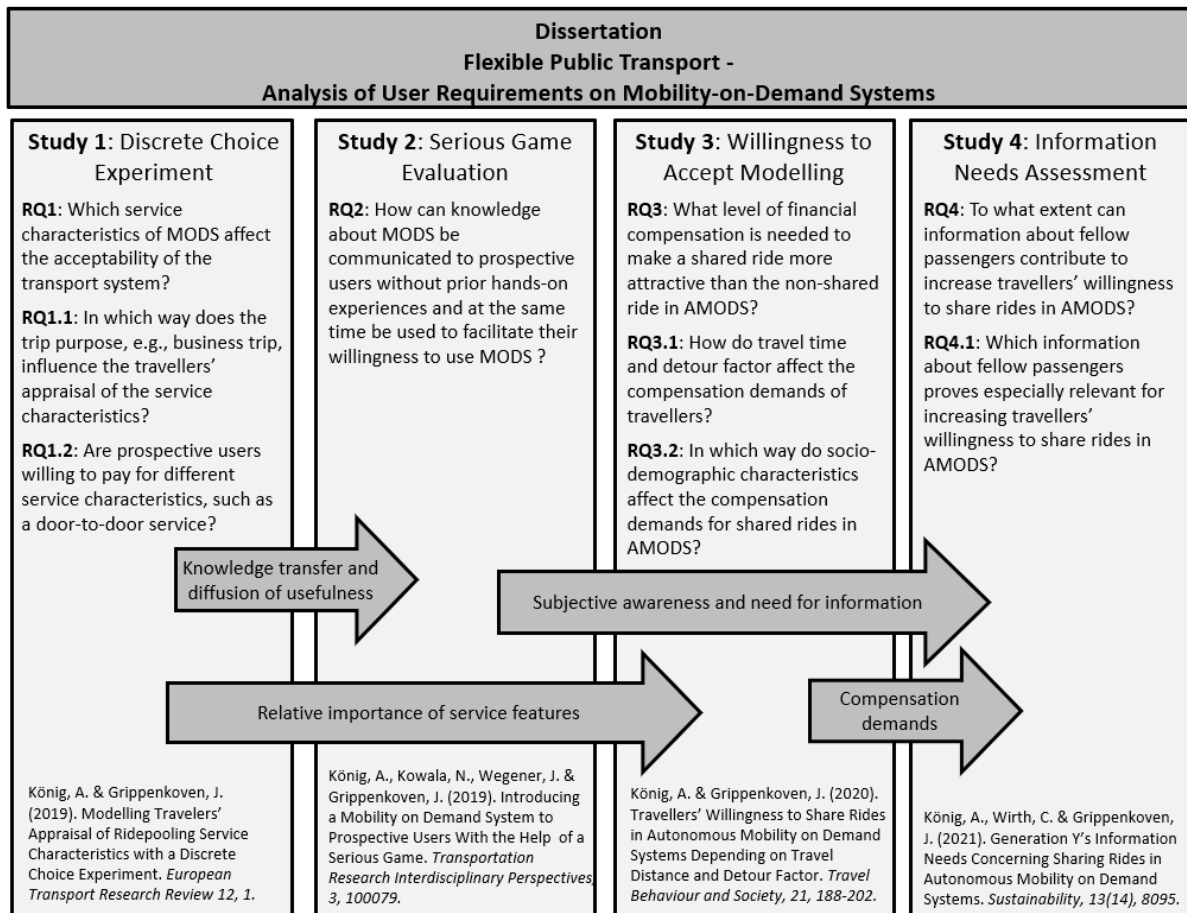 Dissertation
Flexible Public Transport -
Analysis of User Requirements on Mobility-on-Demand Systems
Study 1: Discrete Choice
Experiment
RQ1: Which service
characteristics of MODS affect
the acceptability of the
transport system?
RQ1.1: In which way does the
trip purpose, e.g., business trip,
influence the travellers'
appraisal of the service
characteristics?
RQ1.2: Are prospective users
willing to pay for different
service characteristics, such as
a door-to-door service?
Study 2: Serious Game
Evaluation
RQ2: How can knowledge
about MODS be
communicated to prospective
users without prior hands-on
experiences and at the same
time be used to facilitate their
willingness to use MODS ?
Study 3: Willingness to
Accept Modelling
RQ3: What level of financial
compensation is needed to
make a shared ride more
attractive than the non-shared
ride in AMODS?
RQ3.1: How do travel time
and detour factor affect the
compensation demands of
travellers?
RQ3.2: In which way do socio-
demographic characteristics
affect the compensation
demands for shared rides in
AMODS?
Study 4: Information
Needs Assessment
RQ4: To what extent can
information about fellow
passengers contribute to
increase travellers' willingness
to share rides in AMODS?
RQ4.1: Which information
about fellow passengers
proves especially relevant for
increasing travellers'
willingness to share rides in
AMODS?
Knowledge transfer and
diffusion of usefulness
Subjective awareness and need for information
Relative importance of service features
Compensation
demands
König, A. & Grippenkoven, J.
(2019). Modelling Travelers'
Appraisal of Ridepooling Service
Characteristics with a Discrete
Choice Experiment. European
Transport Research Review 12, 1.
König, A., Kowala, N., Wegener, J. &
Grippenkoven, J. (2019). Introducing
a Mobility on Demand System to
Prospective Users With the Help of a
Serious Game. Transportation
Research Interdisciplinary Perspectives,
3, 100079.
König, A. & Grippenkoven, J. (2020).
Travellers' Willingness to Share Rides
in Autonomous Mobility on Demand
Systems Depending on Travel
Distance and Detour Factor. Travel
Behaviour and Society, 21, 188-202.
König, A., Wirth, C. & Grippenkoven,
J. (2021). Generation Y's Information
Needs Concerning Sharing Rides in
Autonomous Mobility on Demand
Systems. Sustainability, 13(14), 8095.